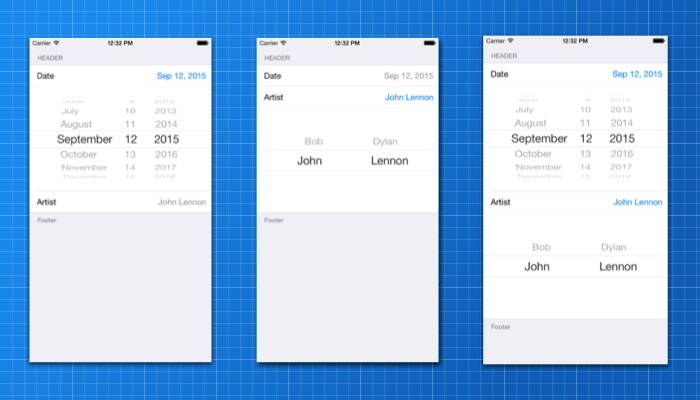 Carrier 12:32 PM
HEADER
Date Sep 12, 2015
June 9 2012
July 10 2013
August 11 2014
September 12 2015
October 13 2016
November 14 2017
December 15 2018
Artist John Lennon
Footer
Carrier 12:32 PM
HEADER
Date Sep 12, 2015
Artist John Lennon
Bob Dylan
John Lennon
Footer
Carrier 12:32 PM
HEADER
Date Sep 12, 2015
June 9 2012
July 10 2013
August 11 2014
September 12 2015
October 13 2016
November 14 2017
December 15 2018
Artist John Lennon
Bob Dylan
John Lennon
Footer